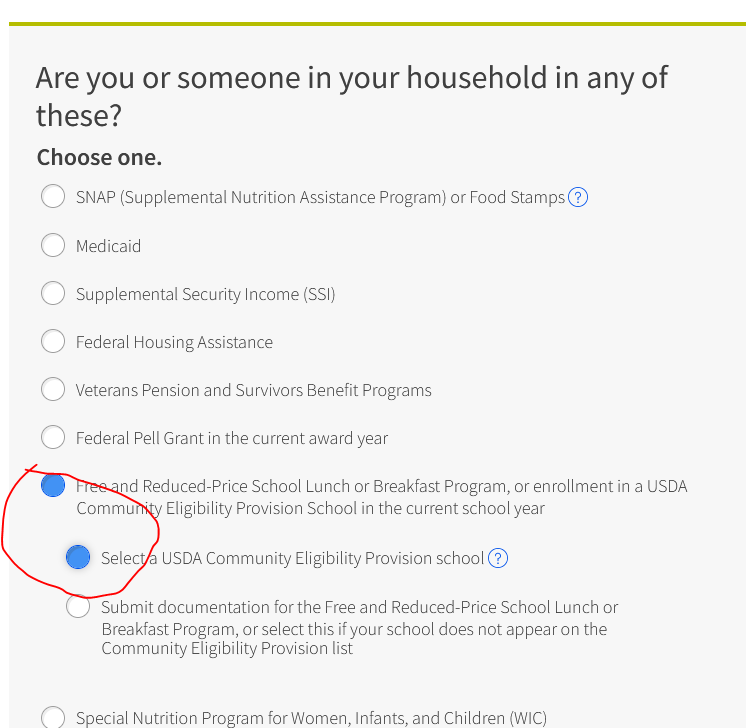 Are you or someone in your household in any of
these?
Choose one.
SNAP (Supplemental Nutrition Assistance Program) or Food Stamps ?
Medicaid
Supplemental Security Income (SSI)
Federal Housing Assistance
Veterans Pension and Survivors Benefit Programs
Federal Pell Grant in the current award year
Free and Reduced-Price School Lunch or Breakfast Program, or enrollment in a USDA
Community Eligibility Provision School in the current school year
Select a USDA Community Eligibility Provision school ?
Submit documentation for the Free and Reduced-Price School Lunch or
Breakfast Program, or select this if your school does not appear on the
Community Eligibility Provision list
Special Nutrition Program for Women, Infants, and Children (WIC)